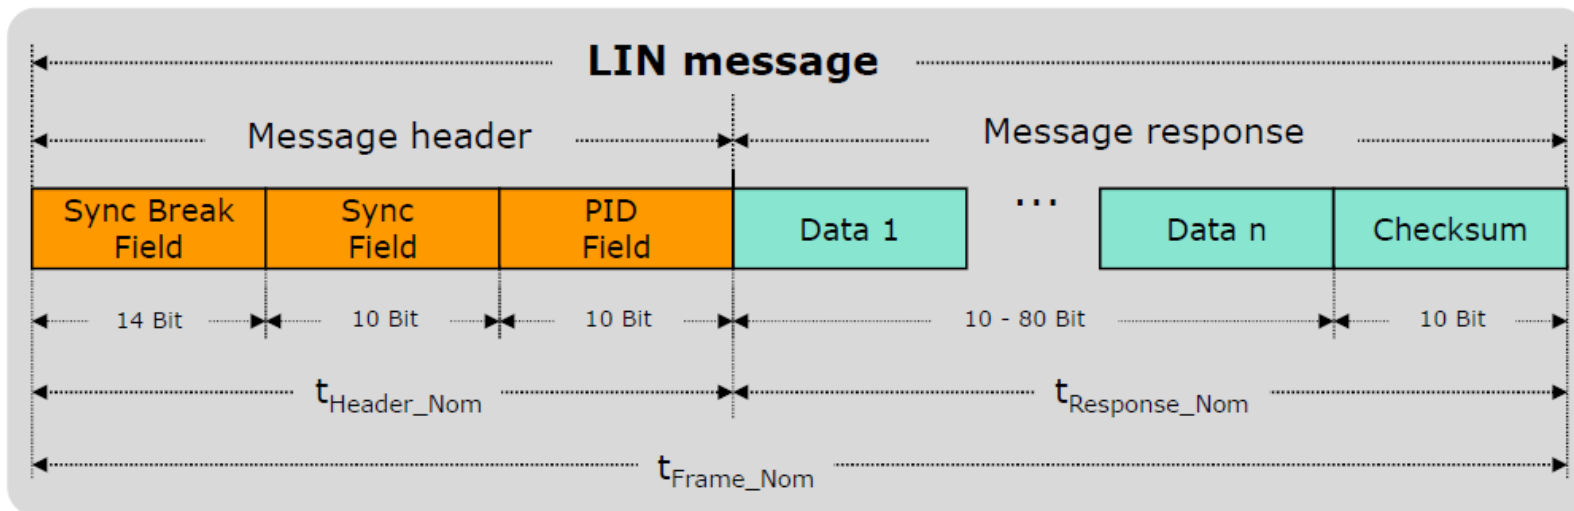 LIN message
Message header
Message response
Sync Break
Field
Sync
Field
PID
Field
Data 1
...
Data n
Checksum
14 Bit
10 Bit
10 Bit
10 - 80 Bit
10 Bit
tHeader_Nom
tResponse_Nom
tFrame_Nom